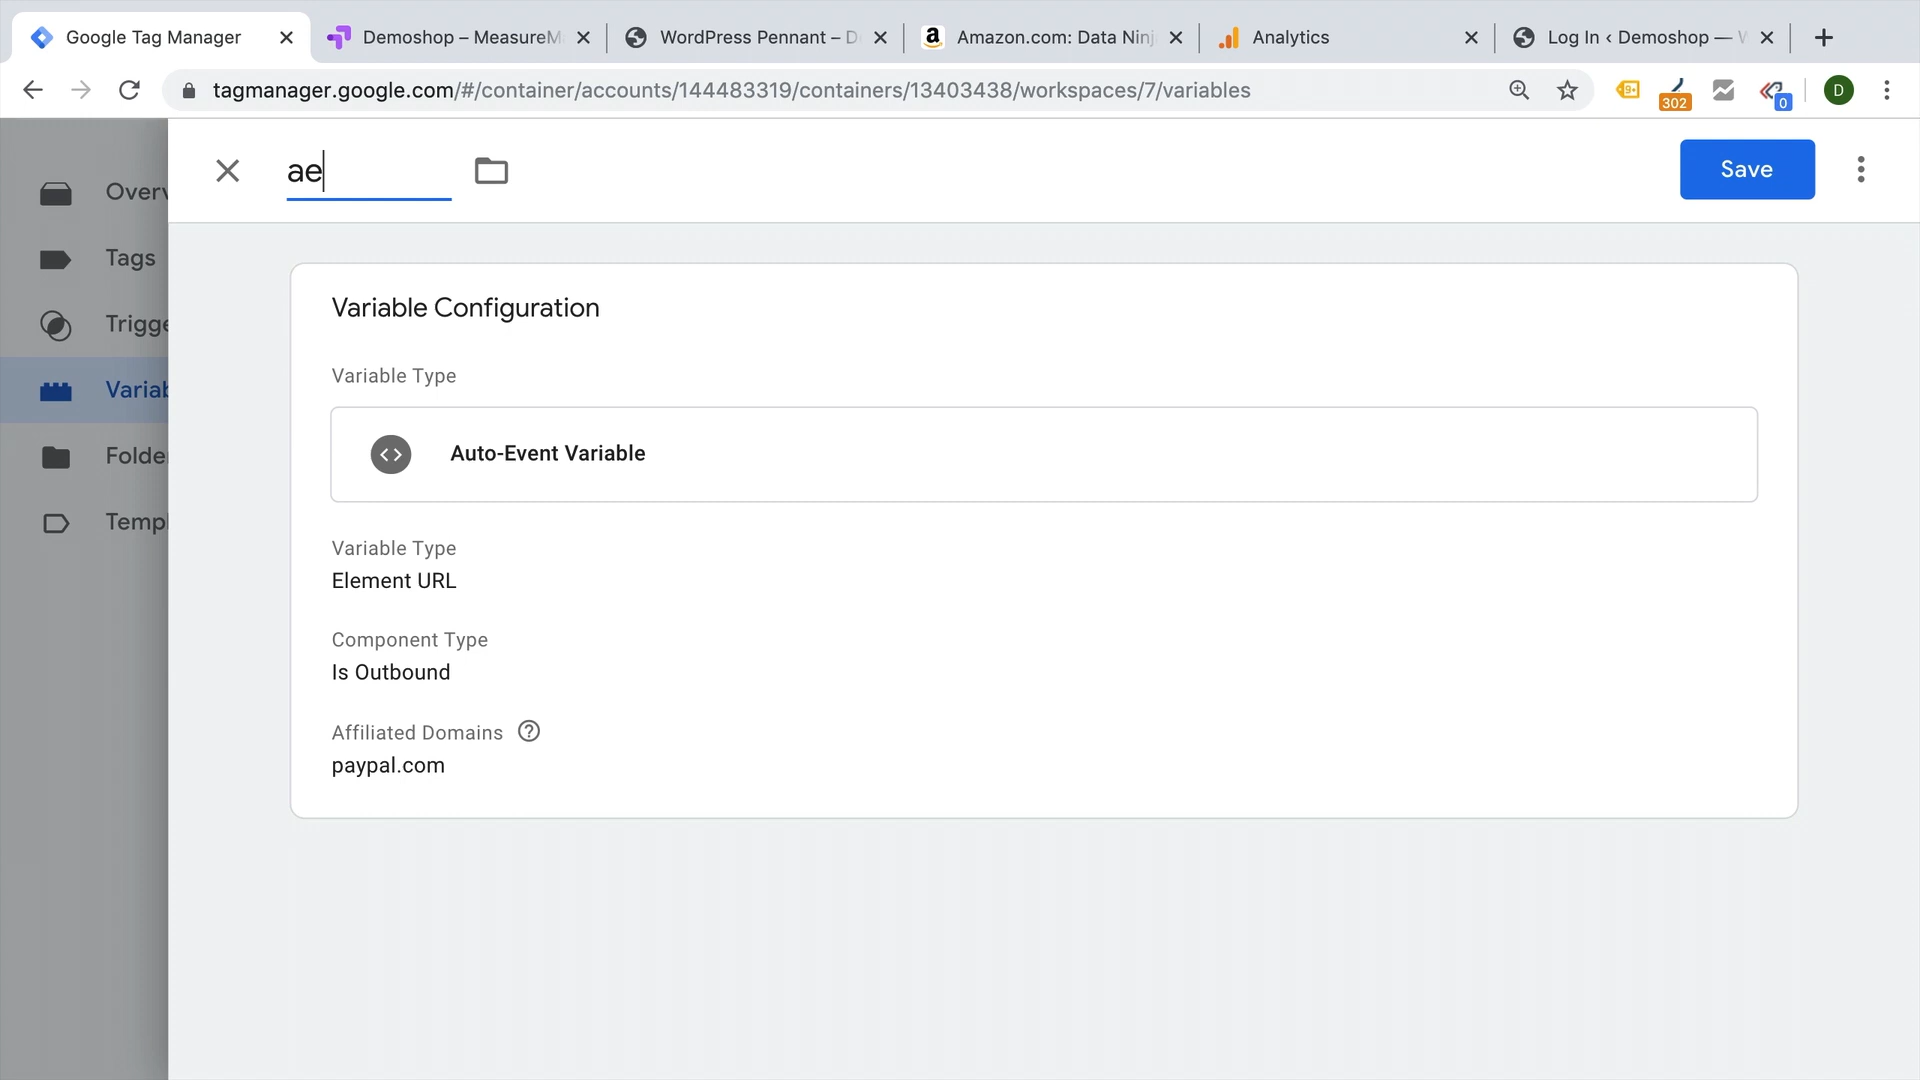 Google Tag Manager
Demoshop – MeasureM
WordPress Pennant – D
Amazon.com: Data Ninj
Analytics
Log In ‹ Demoshop — W
tagmanager.google.com/#/container/accounts/144483319/containers/13403438/workspaces/7/variables
9+
302
0
D
ae
Save
Overv
Tags
Trigge
Variab
Folde
Templ
Variable Configuration
Variable Type
Auto-Event Variable
Variable Type
Element URL
Component Type
Is Outbound
Affiliated Domains
paypal.com